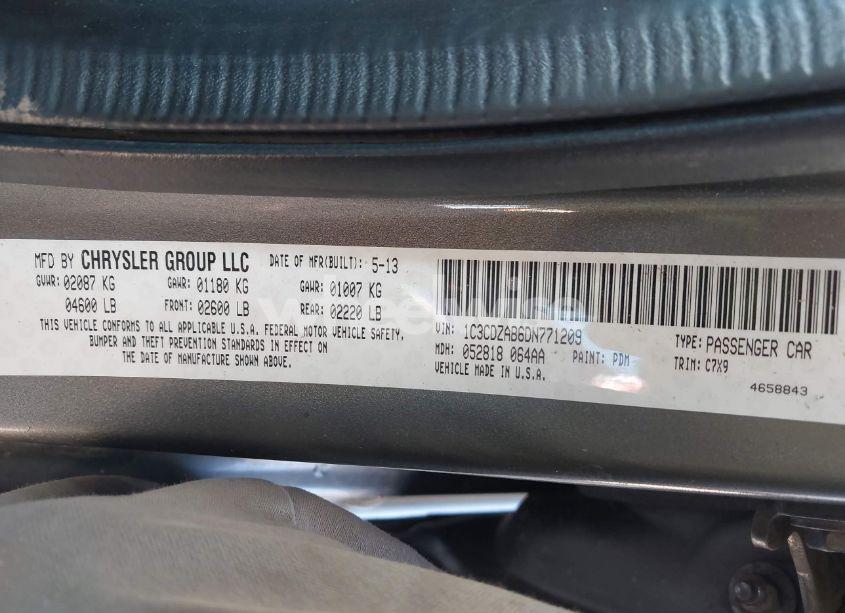 MFD BY CHRYSLER GROUP LLC DATE OF MFR(BUILT): 5-13
GVWR: 02087 KG GAWR: 01180 KG GAWR: 01007 KG
04600 LB FRONT: 02600 LB REAR: 02220 LB
THIS VEHICLE CONFORMS TO ALL APPLICABLE U.S.A. FEDERAL MOTOR VEHICLE SAFETY,
BUMPER AND THEFT PREVENTION STANDARDS IN EFFECT ON
THE DATE OF MANUFACTURE SHOWN ABOVE.
VIN: 1C3CDZAB6DN771209
MDH: 052818 064AA PAINT: PDM
VEHICLE MADE IN U.S.A.
TYPE: PASSENGER CAR
TRIM: C7X9
4658843